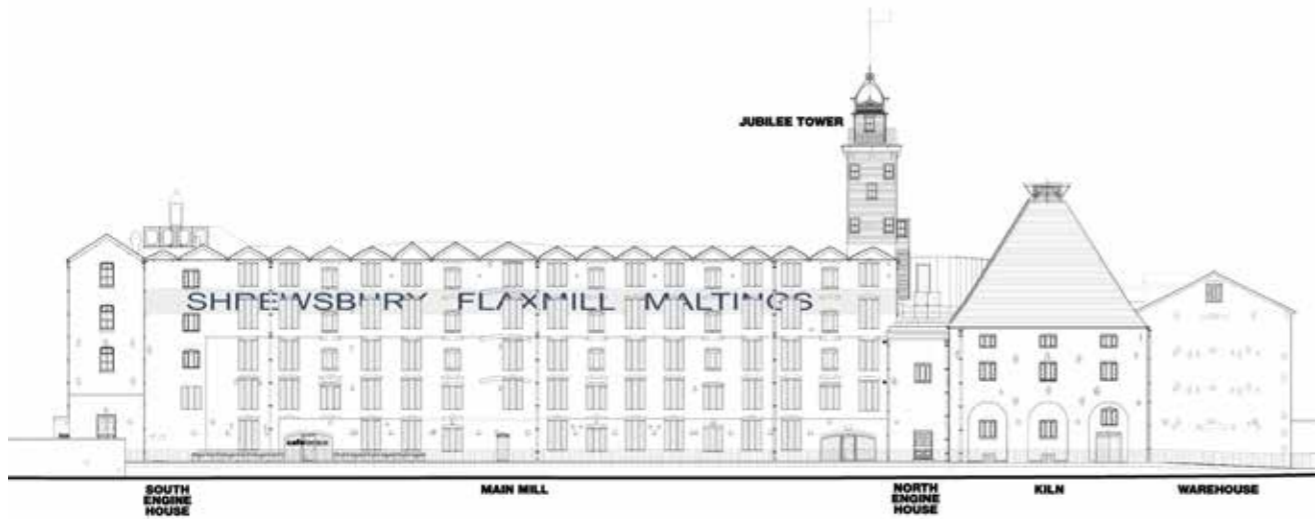 JUBILEE TOWER
SHREWSBURY FLAXMILL MALTINGS
SOUTH
ENGINE
HOUSE
MAIN MILL
NORTH
ENGINE
HOUSE
KILN
WAREHOUSE